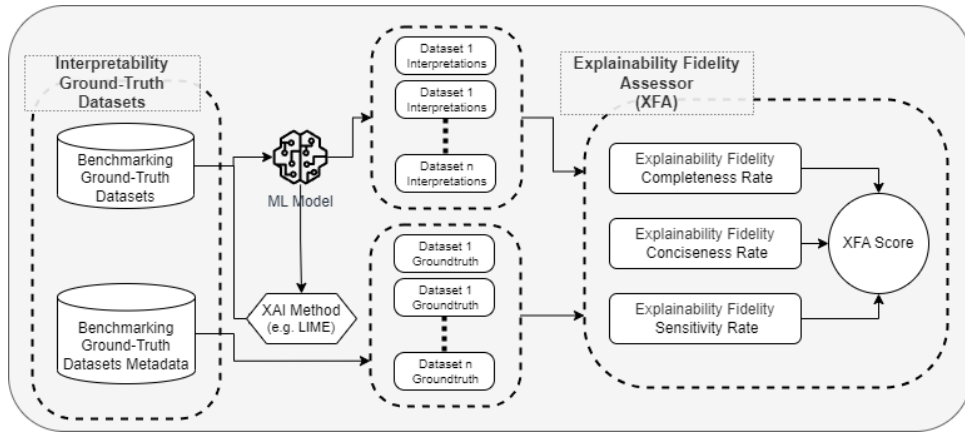 Interpretability
Ground-Truth
Datasets
Benchmarking
Ground-Truth
Datasets
Benchmarking
Ground-Truth
Datasets Metadata
ML Model
XAI Method
(e.g. LIME)
Dataset 1
Interpretations
Dataset 1
Interpretations
Dataset n
Interpretations
Dataset 1
Groundtruth
Dataset 1
Groundtruth
Dataset n
Groundtruth
Explainability Fidelity
Assessor
(XFA)
Explainability Fidelity
Completeness Rate
Explainability Fidelity
Conciseness Rate
Explainability Fidelity
Sensitivity Rate
XFA Score